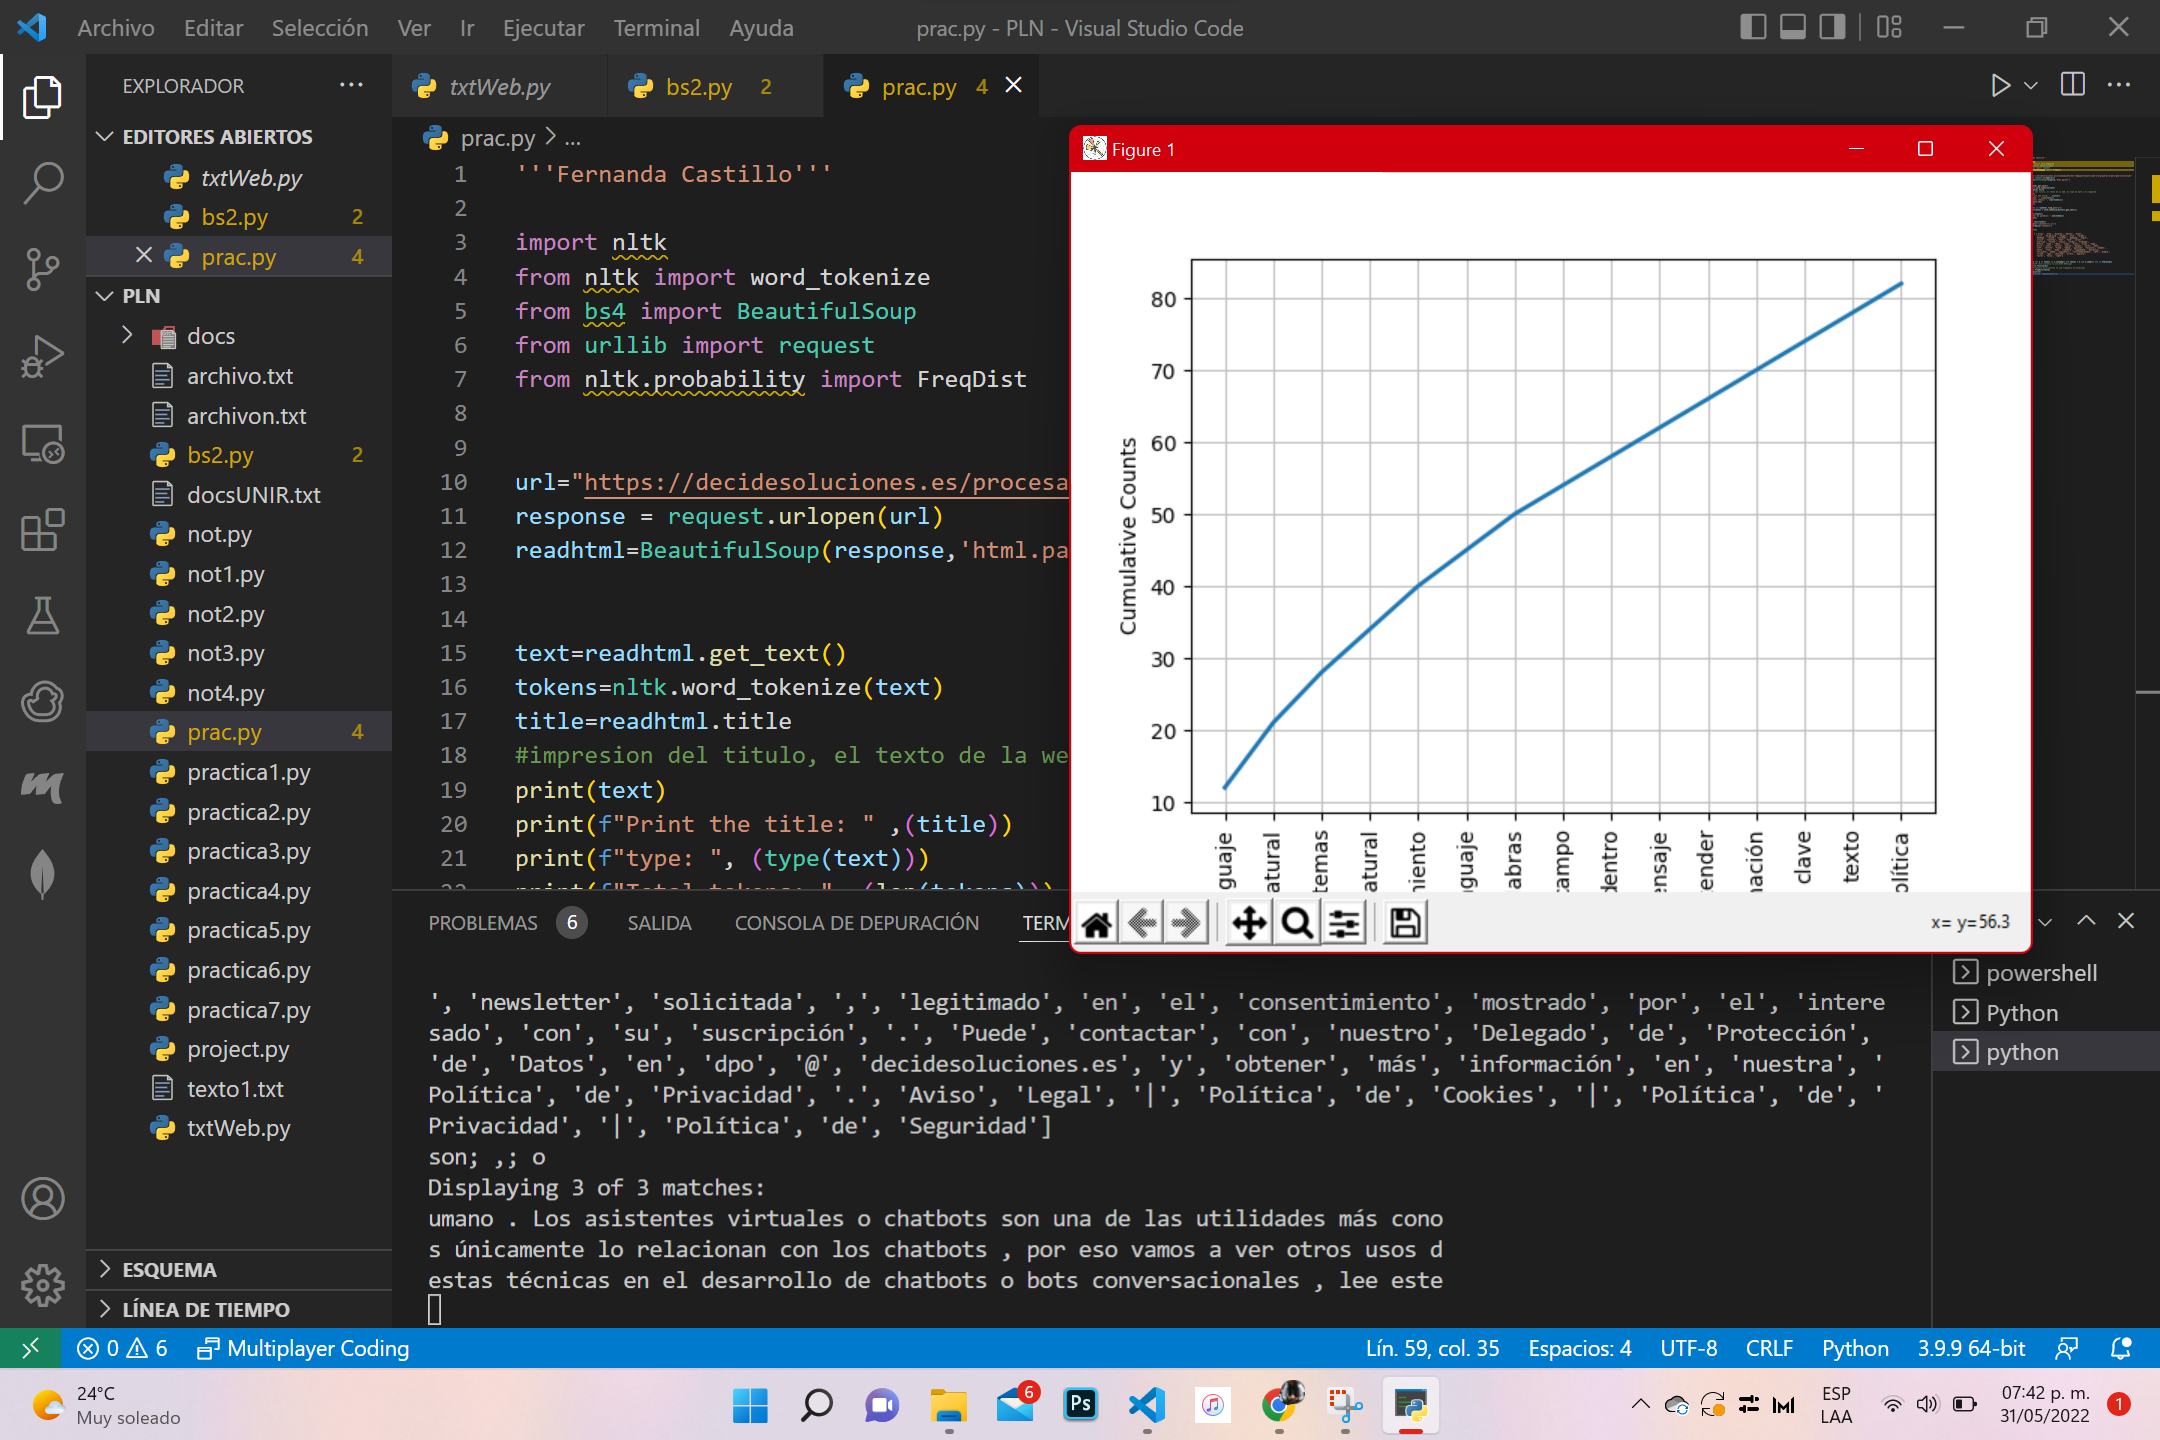 Archivo Editar Selección Ver Ir Ejecutar Terminal Ayuda
prac.py - PLN - Visual Studio Code
EXPLORADOR
EDITORES ABIERTOS
txtWeb.py
bs2.py 2
prac.py 4
PLN
docs
archivo.txt
archivon.txt
bs2.py 2
docsUNIR.txt
not.py
not1.py
not2.py
not3.py
not4.py
prac.py 4
practica1.py
practica2.py
practica3.py
practica4.py
practica5.py
practica6.py
practica7.py
project.py
texto1.txt
txtWeb.py
ESQUEMA
LÍNEA DE TIEMPO
txtWeb.py bs2.py 2 prac.py 4
prac.py > ...
1 '''Fernanda Castillo'''
2
3 import nltk
4 from nltk import word_tokenize
5 from bs4 import BeautifulSoup
6 from urllib import request
7 from nltk.probability import FreqDist
8
9
10 url="https://decidesoluciones.es/procesa
11 response = request.urlopen(url)
12 readhtml=BeautifulSoup(response,'html.pa
13
14
15 text=readhtml.get_text()
16 tokens=nltk.word_tokenize(text)
17 title=readhtml.title
18 #impresion del titulo, el texto de la we
19 print(text)
20 print(f"Print the title: " ,(title))
21 print(f"type: ", (type(text)))
Figure 1
Cumulative Counts
80
70
60
50
40
30
20
10
guaje
atural
temas
atural
niento
guaje
abras
campo
dentro
ensaje
ender
nación
clave
texto
olítica
x= y=56.3
PROBLEMAS 6 SALIDA CONSOLA DE DEPURACIÓN TERM
', 'newsletter', 'solicitada', ',', 'legitimado', 'en', 'el', 'consentimiento', 'mostrado', 'por', 'el', 'intere
sado', 'con', 'su', 'suscripción', '.', 'Puede', 'contactar', 'con', 'nuestro', 'Delegado', 'de', 'Protección',
'de', 'Datos', 'en', 'dpo', '@', 'decidesoluciones.es', 'y', 'obtener', 'más', 'información', 'en', 'nuestra', '
Política', 'de', 'Privacidad', '.', 'Aviso', 'Legal', '|', 'Política', 'de', 'Cookies', '|', 'Política', 'de', '
Privacidad', '|', 'Política', 'de', 'Seguridad']
son; ,; o
Displaying 3 of 3 matches:
umano . Los asistentes virtuales o chatbots son una de las utilidades más cono
s únicamente lo relacionan con los chatbots , por eso vamos a ver otros usos d
estas técnicas en el desarrollo de chatbots o bots conversacionales , lee este
powershell
Python
python
0 6 Multiplayer Coding
Lín. 59, col. 35 Espacios: 4 UTF-8 CRLF Python 3.9.9 64-bit
24°C
Muy soleado
6
Ps
ESP
LAA
07:42 p. m.
31/05/2022
1